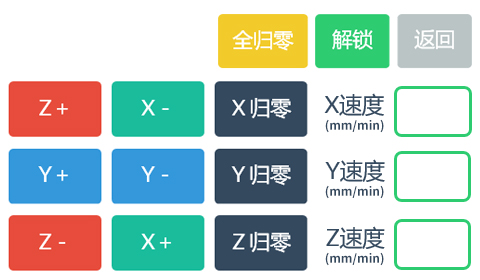 全归零 解锁 返回
Z + X - X 归零 X速度
(mm/min)
Y + Y - Y 归零 Y速度
(mm/min)
Z - X + Z 归零 Z速度
(mm/min)